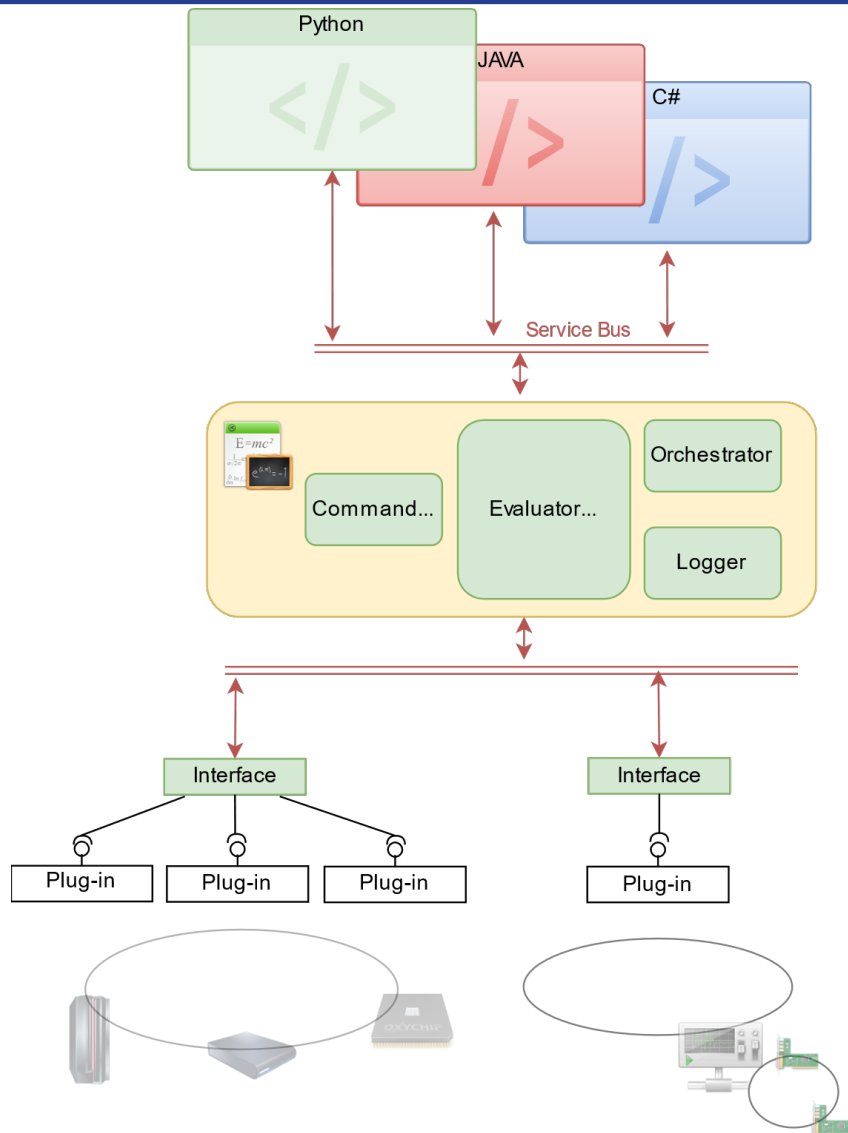 Python
JAVA
C#
</>
/>
/>
Service Bus
E=mc²
Command...
Evaluator...
Orchestrator
Logger
Interface
Interface
Plug-in
Plug-in
Plug-in
Plug-in
OXYCHIP